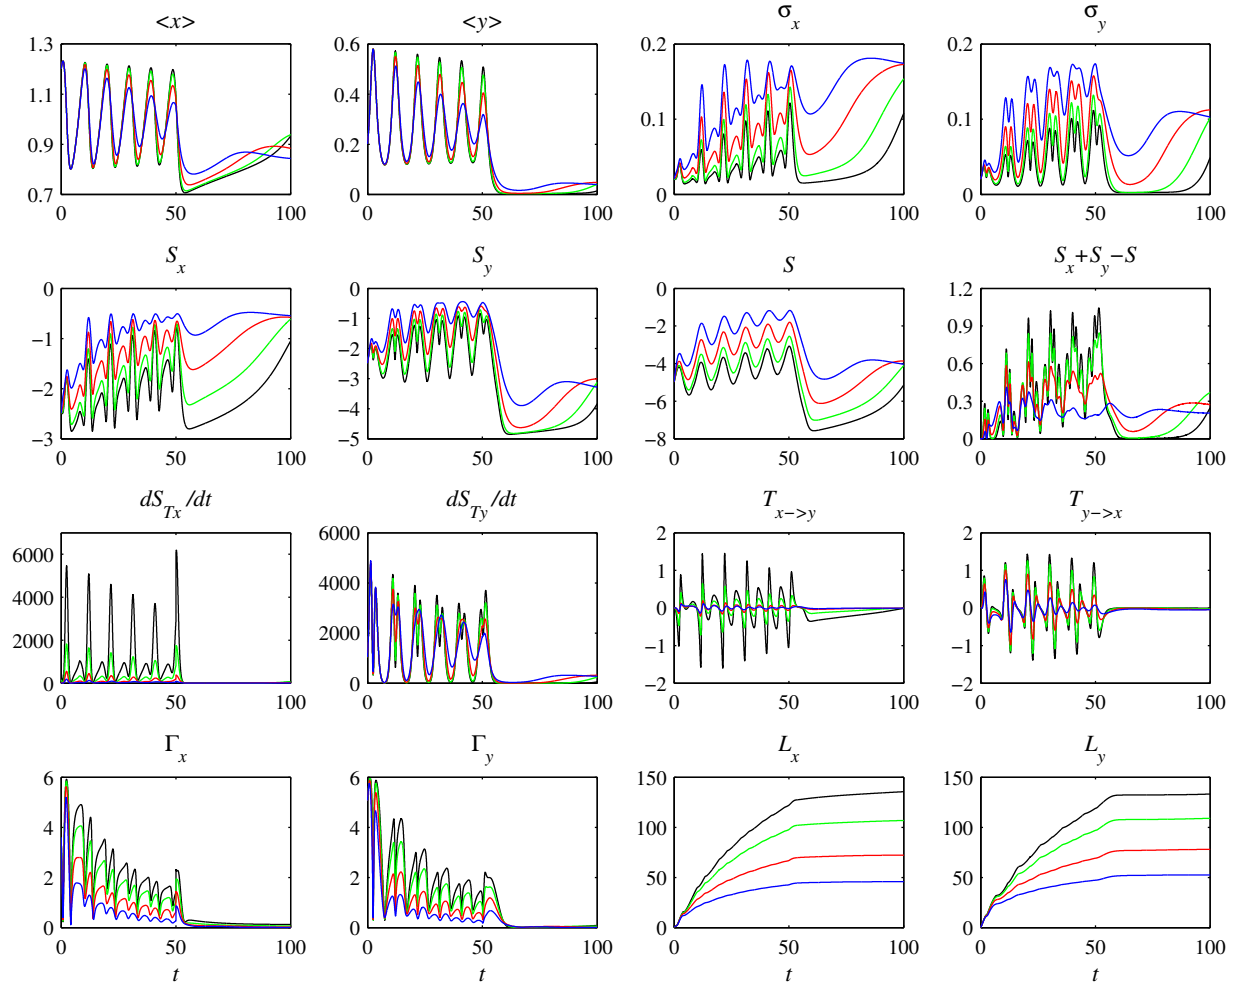 <x> <y> σx σy
1.3 0.6 0.2 0.2
1.1 0.4 0.1 0.1
0.9 0.2 0 0
0.7 0
0 50 100 0 50 100 0 50 100 0 50 100
Sx Sy S Sx+Sy−S
0 0 0 1.2
−1 −1 −2 0.9
−2 −2 −4 0.6
−3 −3 −6 0.3
−4 −8 0
−5
0 50 100 0 50 100 0 50 100 0 50 100
dSTx/dt dSTy/dt Tx−>y Ty−>x
6000 6000 2 2
4000 4000 1 1
2000 2000 0 0
0 0 −1 −1
−2 −2
0 50 100 0 50 100 0 50 100 0 50 100
Γx Γy Lx Ly
6 6 150 150
4 4 100 100
2 2 50 50
0 0 0 0
0 50 100 0 50 100 0 50 100 0 50 100
t t t t